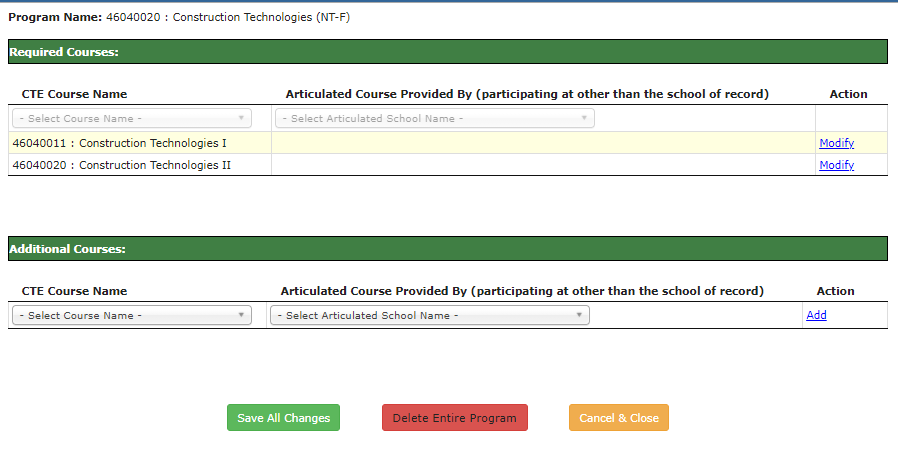 Program Name: 46040020 : Construction Technologies (NT-F)
Required Courses:
CTE Course Name Articulated Course Provided By (participating at other than the school of record) Action
- Select Course Name - - Select Articulated School Name -
46040011 : Construction Technologies I Modify
46040020 : Construction Technologies II Modify
Additional Courses:
CTE Course Name Articulated Course Provided By (participating at other than the school of record) Action
- Select Course Name - - Select Articulated School Name - Add
Save All Changes Delete Entire Program Cancel & Close